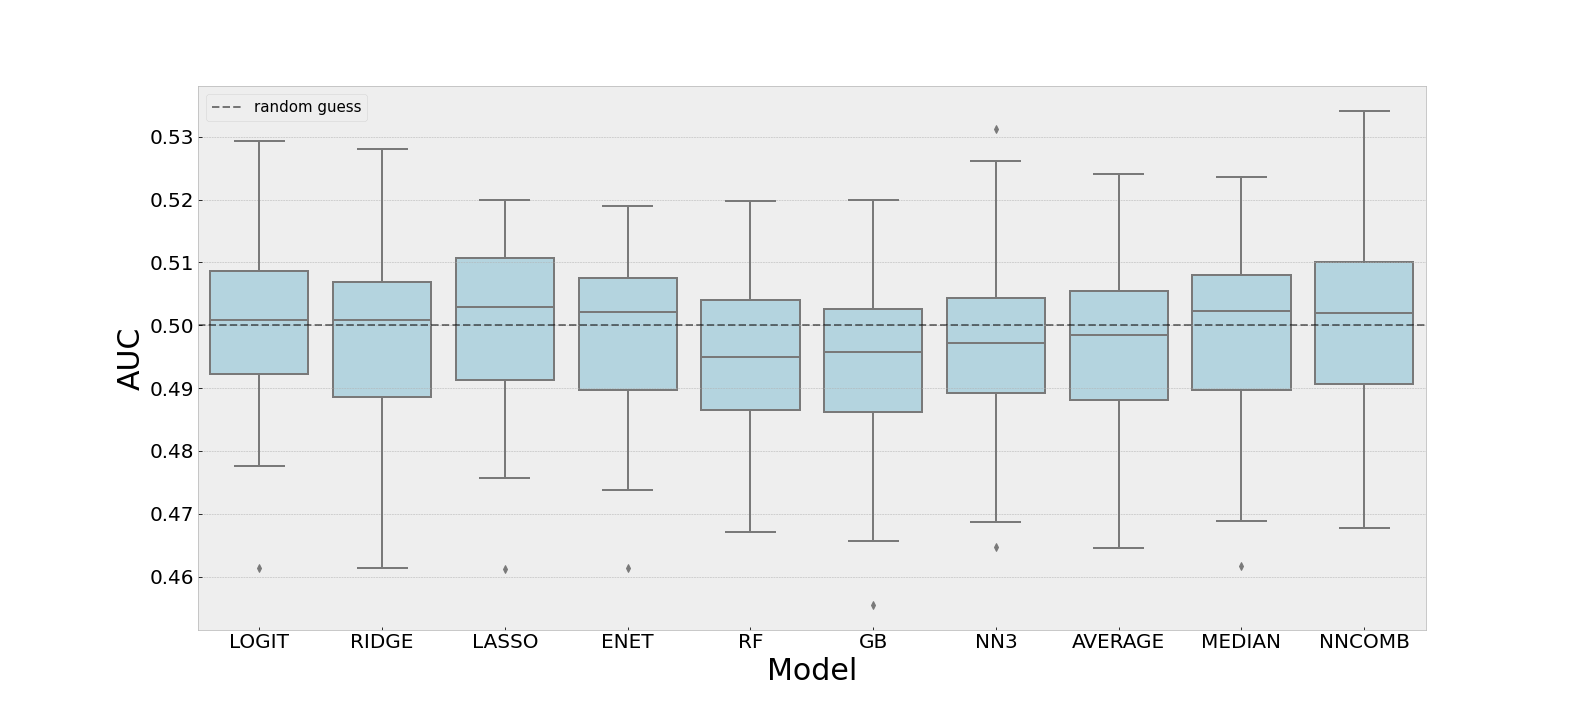 random guess
0.53
0.52
0.51
0.50
0.49
0.48
0.47
0.46
AUC
LOGIT RIDGE LASSO ENET RF GB NN3 AVERAGE MEDIAN NNCOMB
Model